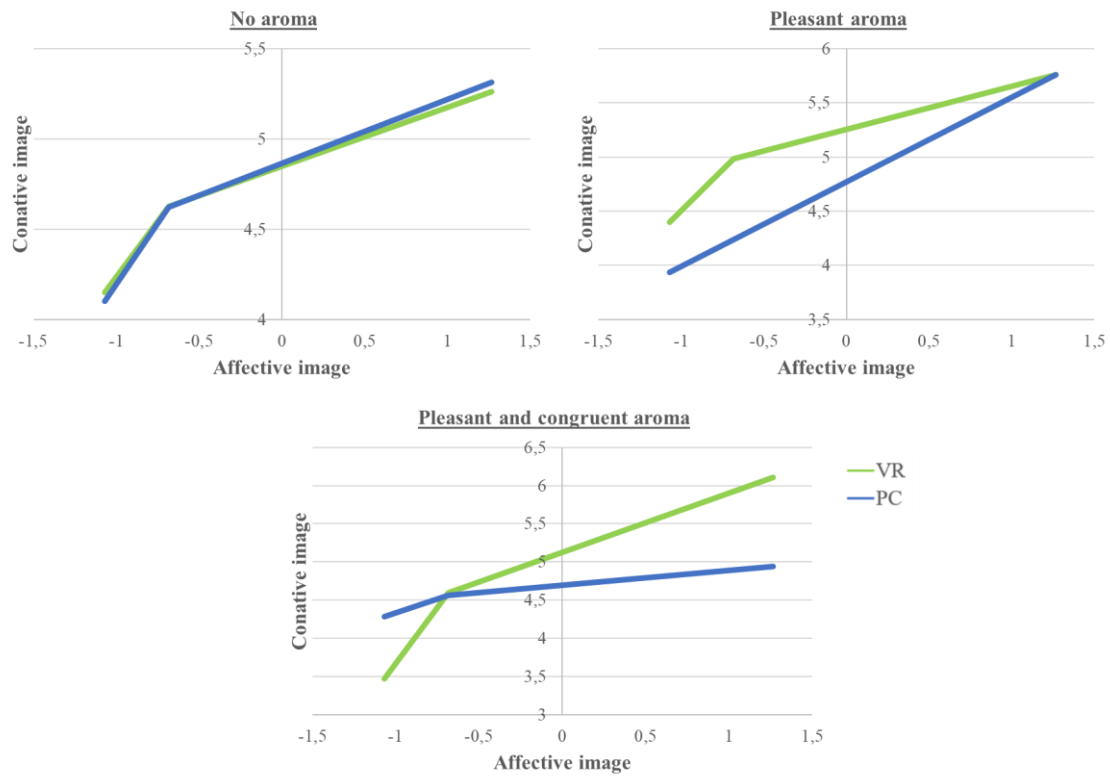 No aroma
5,5
5
4,5
4
-1,5 -1 -0,5 0 0,5 1 1,5
Conative image
Affective image
Pleasant aroma
6
5,5
5
4,5
4
3,5
-1,5 -1 -0,5 0 0,5 1 1,5
Conative image
Affective image
Pleasant and congruent aroma
6,5
6
5,5
5
4,5
4
3,5
3
-1,5 -1 -0,5 0 0,5 1 1,5
Conative image
Affective image
VR
PC